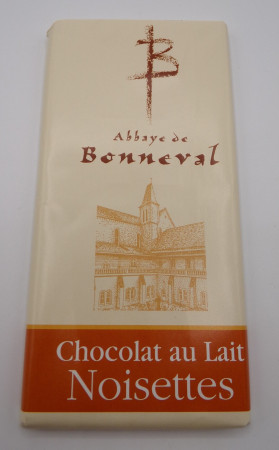 B
Abbaye de
Bonneval
Chocolat au Lait
Noisettes